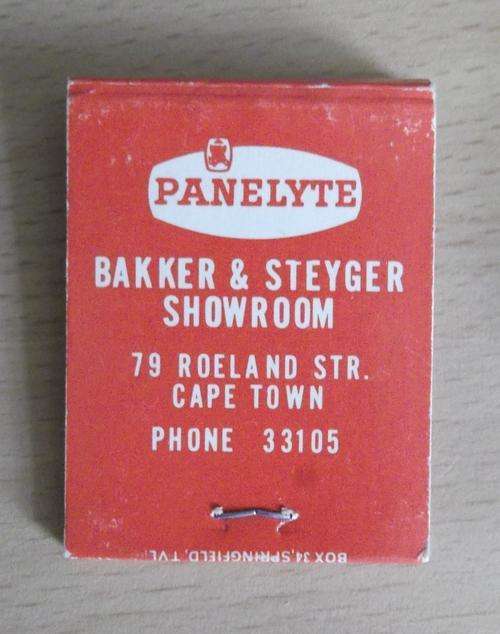 PANELYTE
BAKKER & STEYGER
SHOWROOM
79 ROELAND STR.
CAPE TOWN
PHONE 33105
BOX 34, SPRINGFIELD, TVL.